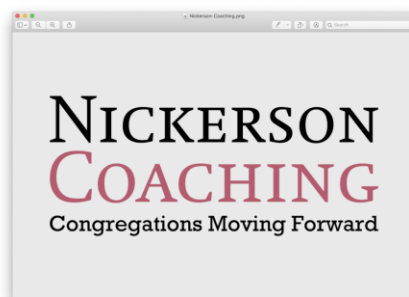 Nickerson-Coaching.png
Search
NICKERSON
COACHING
Congregations Moving Forward